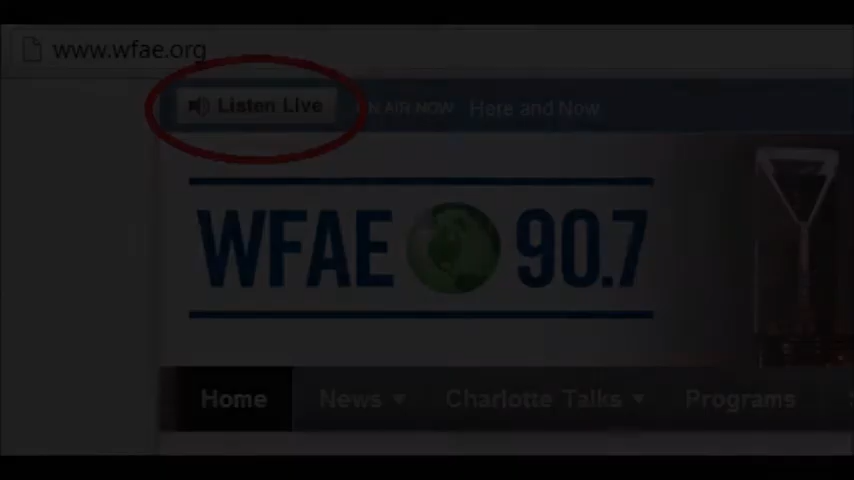 www.wfae.org
Listen Live
ON AIR NOW Here and Now
WFAE 90.7
Home News Charlotte Talks Programs